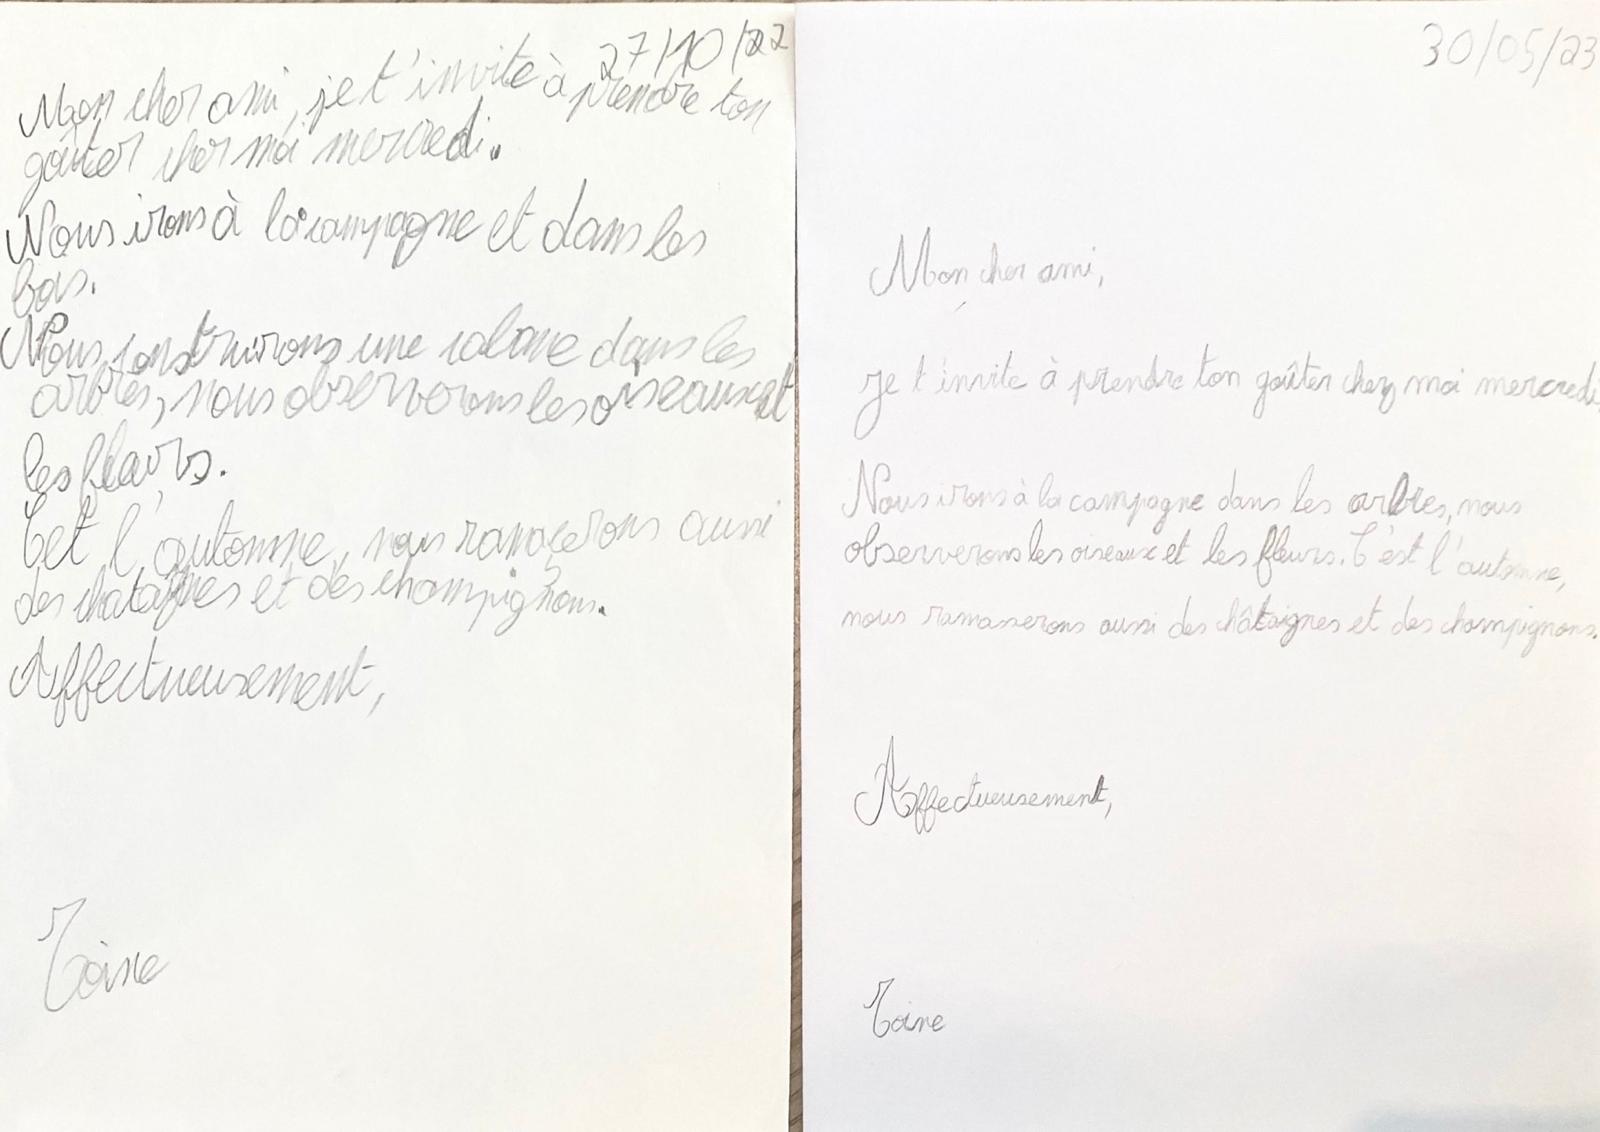 27/10/22
Mon cher ami, je t'invite à prendre ton
goûter cher moi mercredi.
Nous irons à la campagne et dans les
bois.
Nous construirons une cabane dans les
arbres, nous observerons les oiseaux et
les fleurs.
Cet l'automne, nous ramaçerons aussi
des chataignes et des champignons.
Affectueusement,
Toine
30/05/23
Mon cher ami,
je t'invite à prendre ton goûter chez moi mercredi.
Nous irons à la campagne dans les arbres, nous
observerons les oiseaux et les fleurs. C'est l'automne,
nous ramasserons aussi des châtaignes et des champignons.
Affectueusement,
Toine